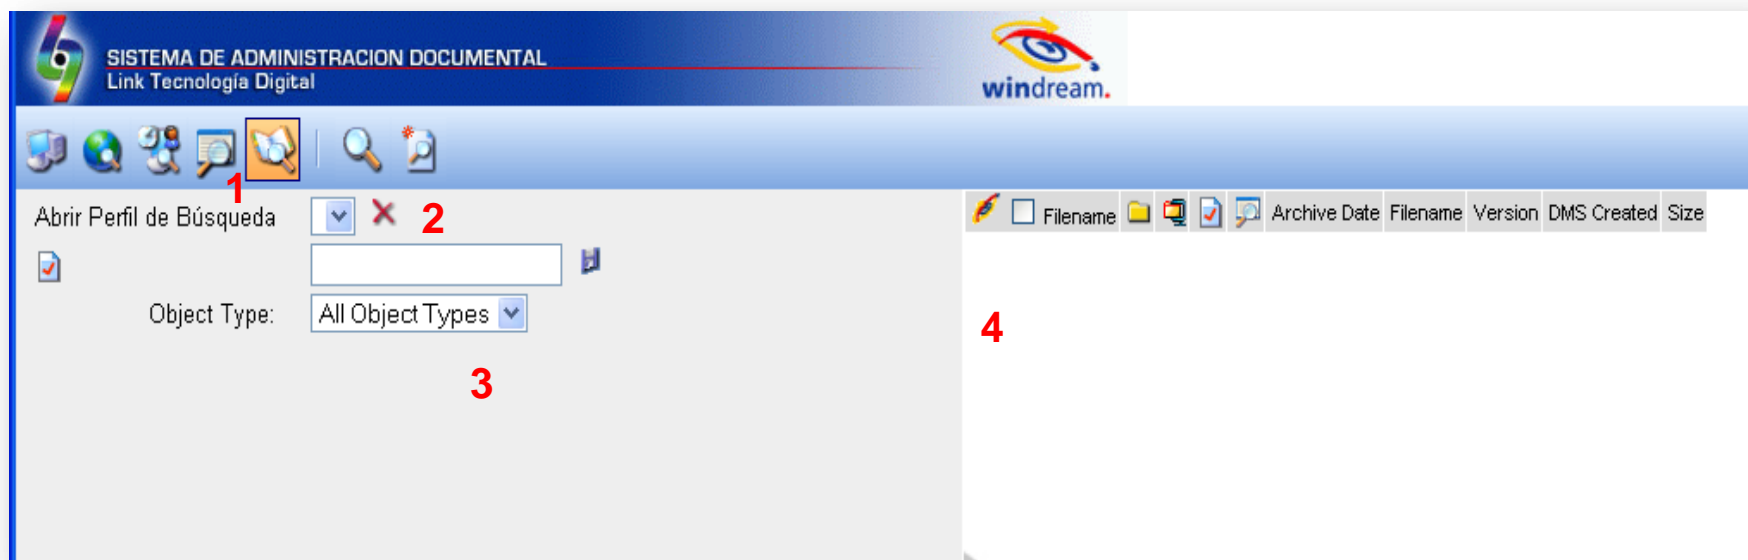 SISTEMA DE ADMINISTRACION DOCUMENTAL
Link Tecnología Digital
windream.
1
Abrir Perfil de Búsqueda
2
Filename Archive Date Filename Version DMS Created Size
Object Type: All Object Types
4
3